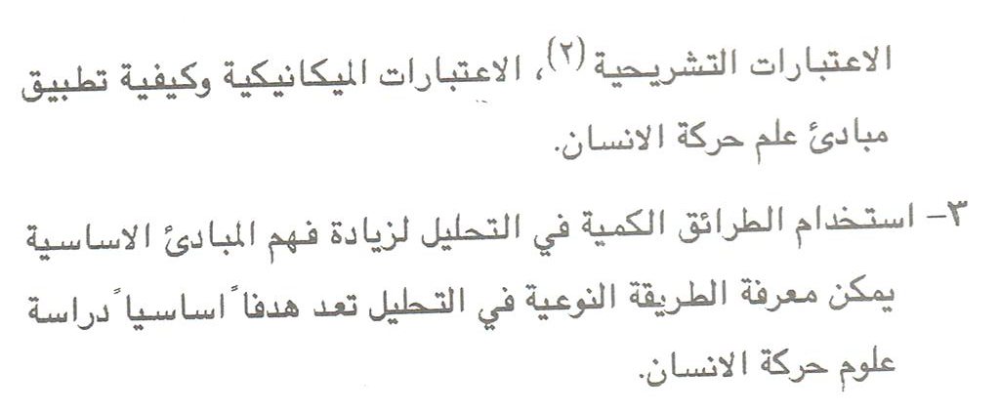 الاعتبارات التشريحية (٢)، الاعتبارات الميكانيكية وكيفية تطبيق
مبادئ علم حركة الانسان.
٣- استخدام الطرائق الكمية في التحليل لزيادة فهم المبادئ الاساسية
يمكن معرفة الطريقة النوعية في التحليل تعد هدفاً اساسياً دراسة
علوم حركة الانسان.